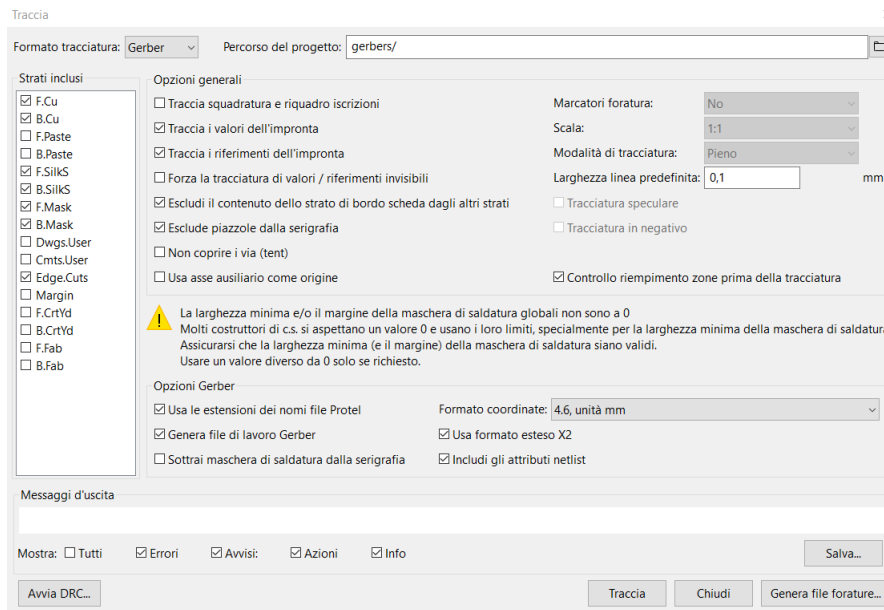 Traccia
Formato tracciatura: Gerber Percorso del progetto: gerbers/
Strati inclusi
F.Cu
B.Cu
F.Paste
B.Paste
F.SilkS
B.SilkS
F.Mask
B.Mask
Dwgs.User
Cmts.User
Edge.Cuts
Margin
F.CrtYd
B.CrtYd
F.Fab
B.Fab
Opzioni generali
Traccia squadratura e riquadro iscrizioni
Traccia i valori dell'impronta
Traccia i riferimenti dell'impronta
Forza la tracciatura di valori / riferimenti invisibili
Escludi il contenuto dello strato di bordo scheda dagli altri strati
Esclude piazzole dalla serigrafia
Non coprire i via (tent)
Usa asse ausiliario come origine
Marcatori foratura: No
Scala: 1:1
Modalità di tracciatura: Pieno
Larghezza linea predefinita: 0,1 mm
Tracciatura speculare
Tracciatura in negativo
Controllo riempimento zone prima della tracciatura
La larghezza minima e/o il margine della maschera di saldatura globali non sono a 0
Molti costruttori di c.s. si aspettano un valore 0 e usano i loro limiti, specialmente per la larghezza minima della maschera di saldatura
Assicurarsi che la larghezza minima (e il margine) della maschera di saldatura siano validi.
Usare un valore diverso da 0 solo se richiesto.
Opzioni Gerber
Usa le estensioni dei nomi file Protel
Genera file di lavoro Gerber
Sottrai maschera di saldatura dalla serigrafia
Formato coordinate: 4.6, unità mm
Usa formato esteso X2
Includi gli attributi netlist
Messaggi d'uscita
Mostra: Tutti Errori Avvisi: Azioni Info Salva...
Avvia DRC... Traccia Chiudi Genera file forature...